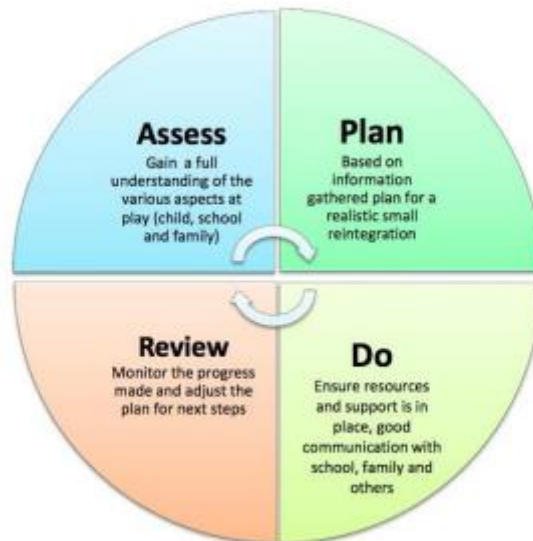 Assess
Gain a full
understanding of the
various aspects at
play (child, school
and family)
Plan
Based on
information
gathered plan for a
realistic small
reintegration
Review
Monitor the progress
made and adjust the
plan for next steps
Do
Ensure resources
and support is in
place, good
communication with
school, family and
others